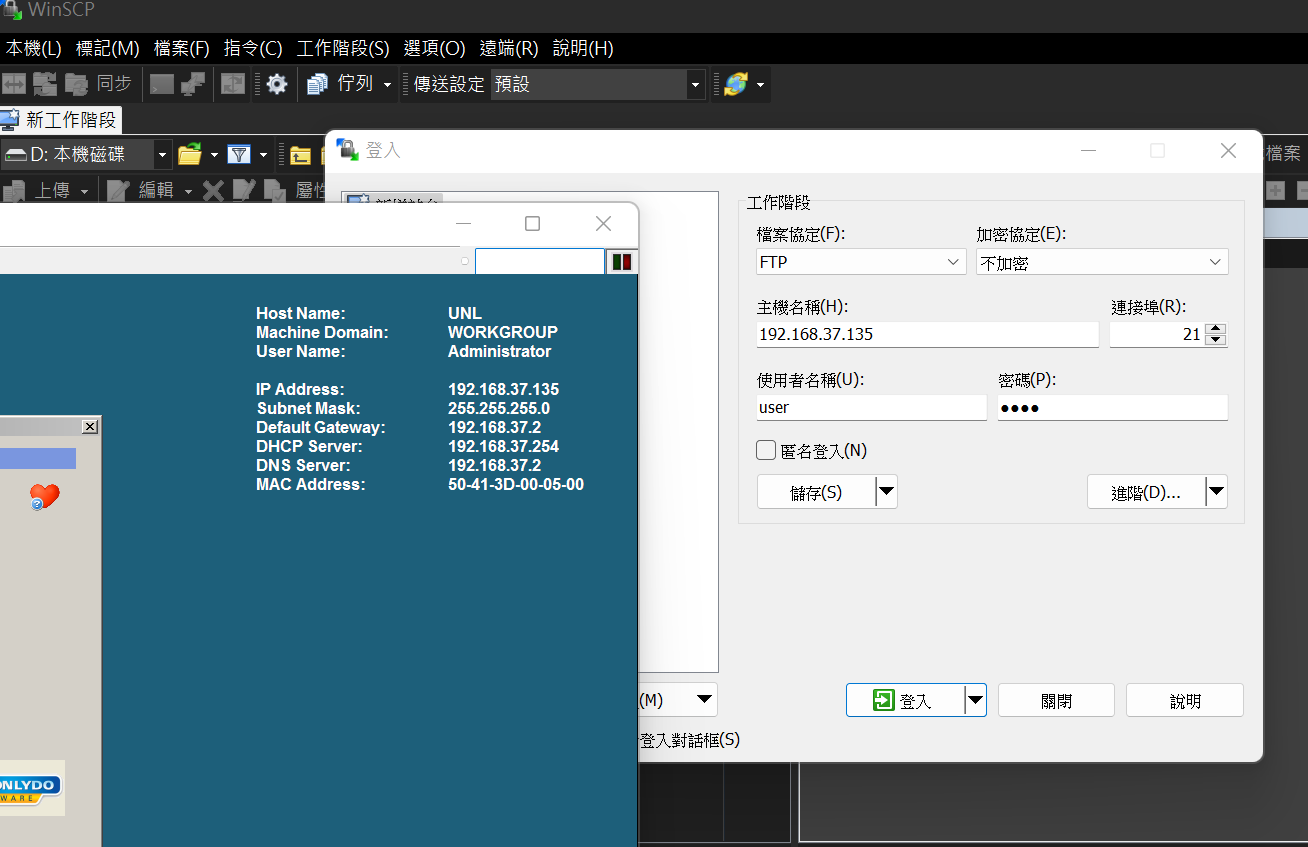 WinSCP
本機(L) 標記(M) 檔案(F) 指令(C) 工作階段(S) 選項(O) 遠端(R) 說明(H)
同步 佇列 傳送設定 預設
新工作階段
D: 本機磁碟
上傳 編輯 屬性
檔案
登入
新增站台
工作階段
檔案協定(F): 加密協定(E):
FTP 不加密
主機名稱(H): 連接埠(R):
192.168.37.135 21
使用者名稱(U): 密碼(P):
user ●●●●
匿名登入(N)
儲存(S) 進階(D)...
(M) 登入 關閉 說明
登入對話框(S)
Host Name: UNL
Machine Domain: WORKGROUP
User Name: Administrator
IP Address: 192.168.37.135
Subnet Mask: 255.255.255.0
Default Gateway: 192.168.37.2
DHCP Server: 192.168.37.254
DNS Server: 192.168.37.2
MAC Address: 50-41-3D-00-05-00
ONLYDO
WARE